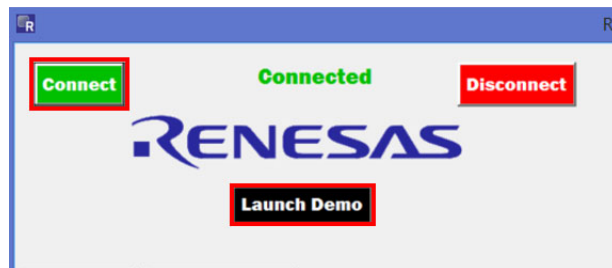 R
R
Connect
Connected
Disconnect
RENESAS
Launch Demo